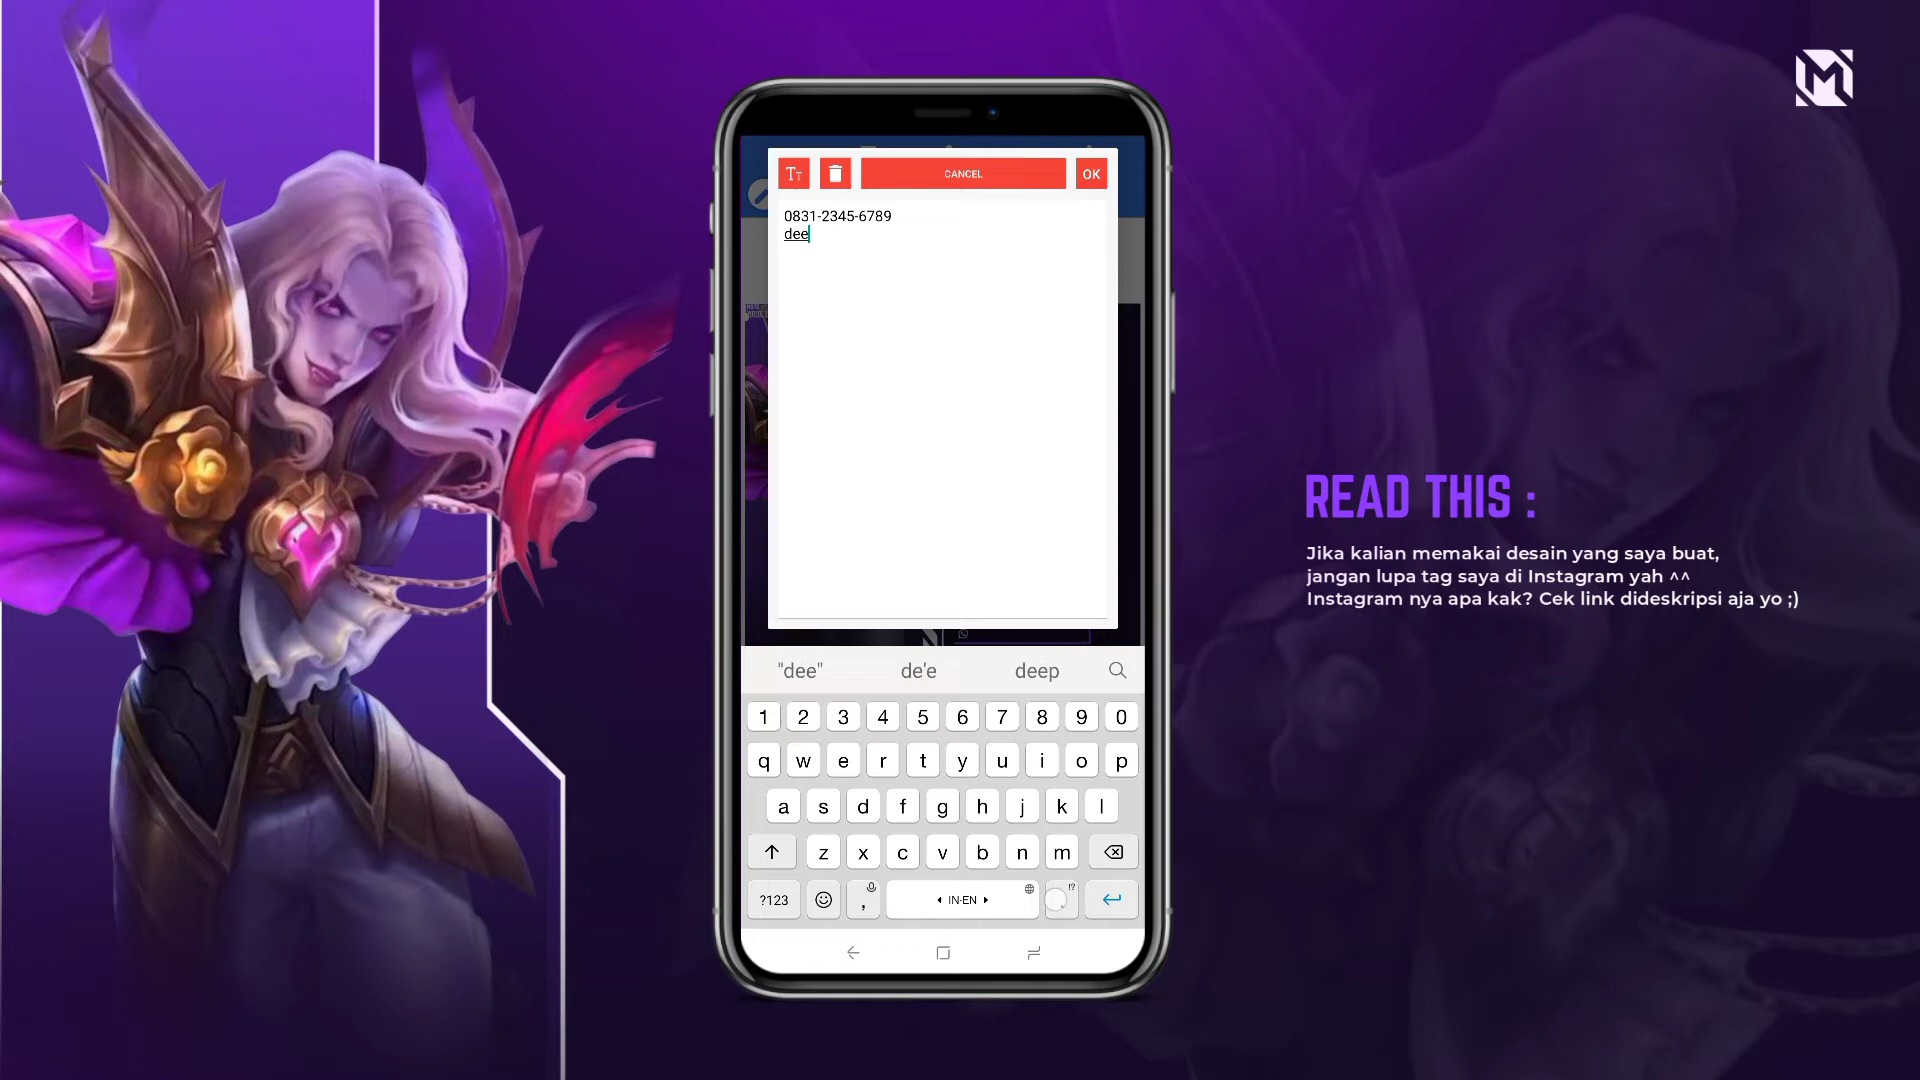 TT
CANCEL
OK
0831-2345-6789
dee
"dee"
de'e
deep
1 2 3 4 5 6 7 8 9 0
q w e r t y u i o p
a s d f g h j k l
z x c v b n m
?123
,
IN-EN
.
!?
READ THIS :
Jika kalian memakai desain yang saya buat,
jangan lupa tag saya di Instagram yah ^^
Instagram nya apa kak? Cek link dideskripsi aja yo ;)